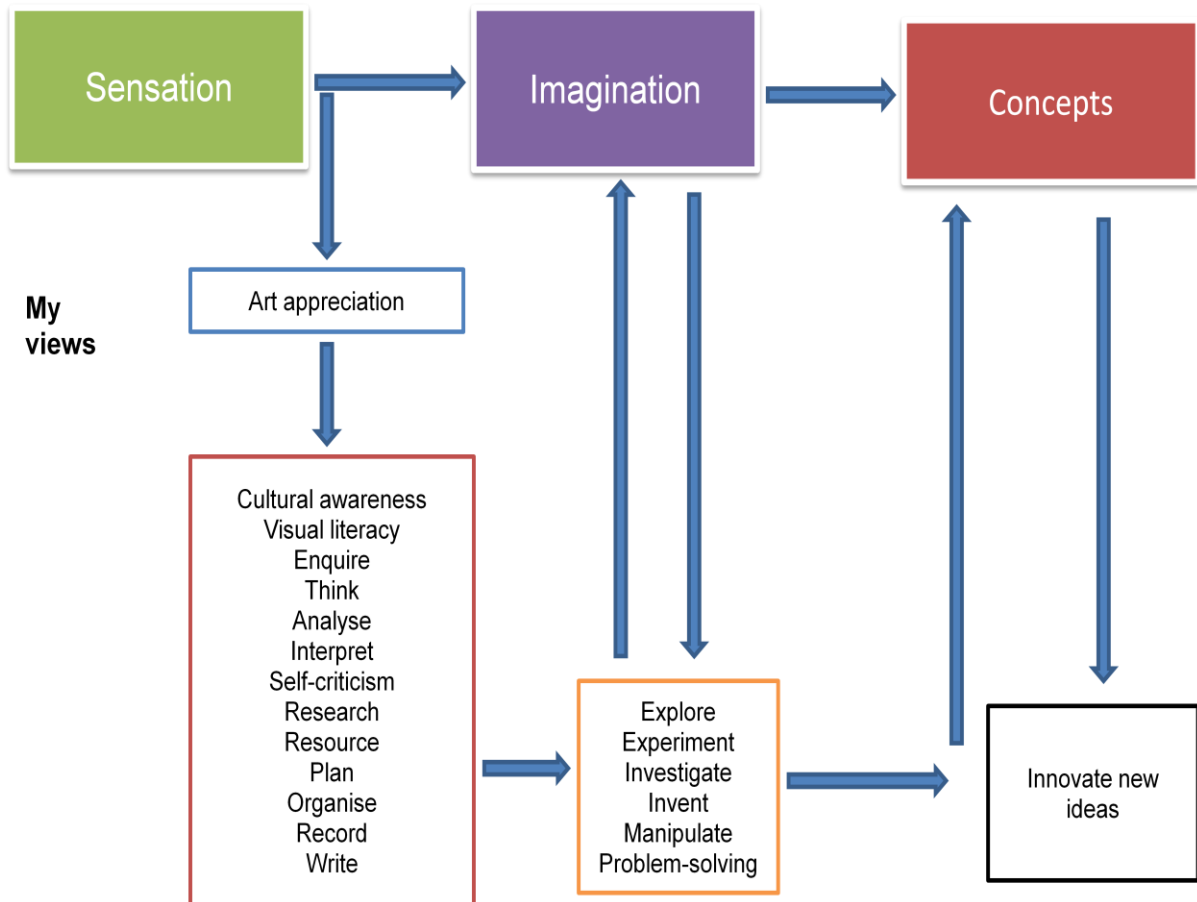 Sensation
Imagination
Concepts
Art appreciation
My
views
Cultural awareness
Visual literacy
Enquire
Think
Analyse
Interpret
Self-criticism
Research
Resource
Plan
Organise
Record
Write
Explore
Experiment
Investigate
Invent
Manipulate
Problem-solving
Innovate new
ideas